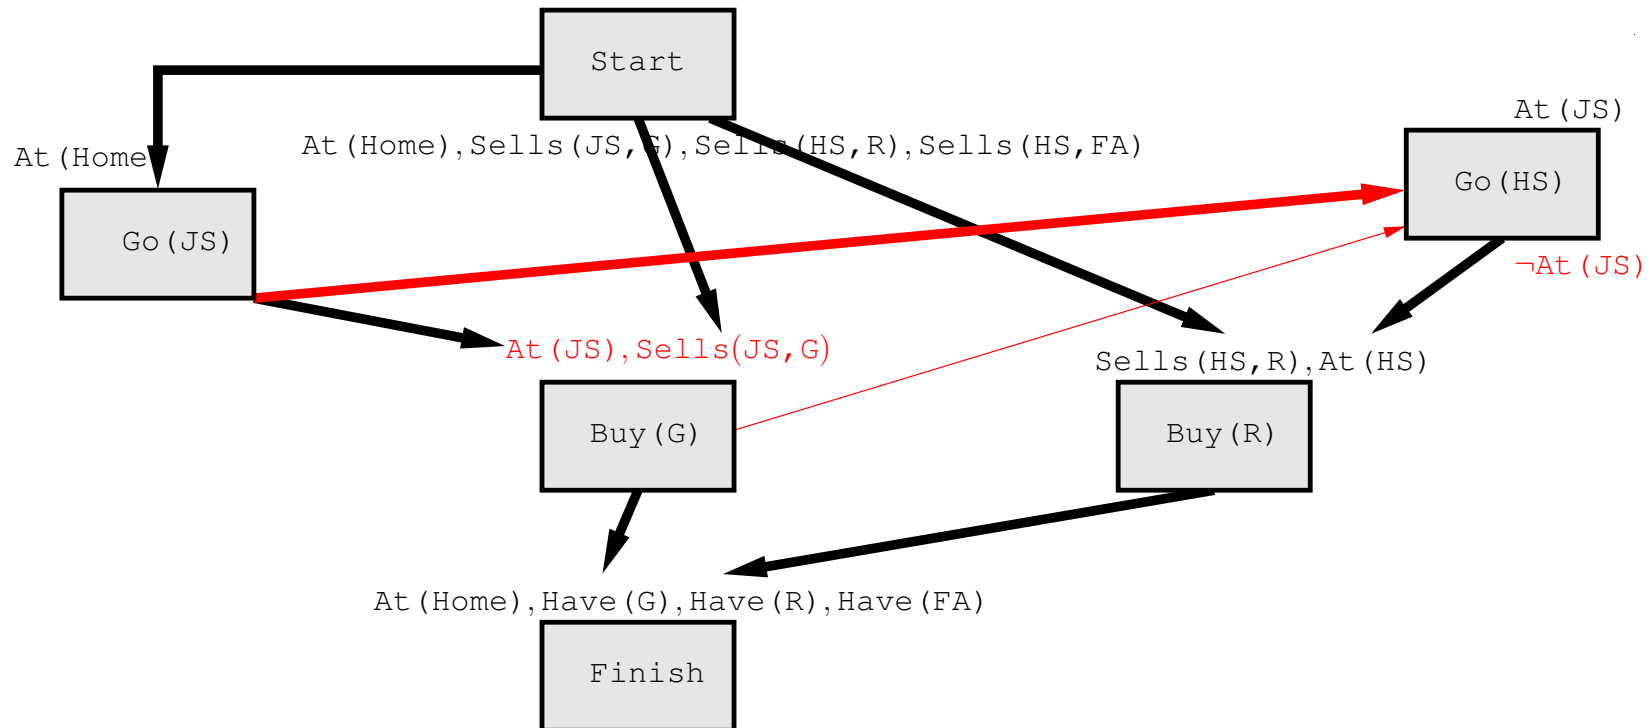 Start
At(JS)
At(Home),Sells(JS,G),Sells(HS,R),Sells(HS,FA)
At(Home
Go(HS)
Go(JS)
¬At(JS)
At(JS),Sells(JS,G)
Sells(HS,R),At(HS)
Buy(G)
Buy(R)
At(Home),Have(G),Have(R),Have(FA)
Finish